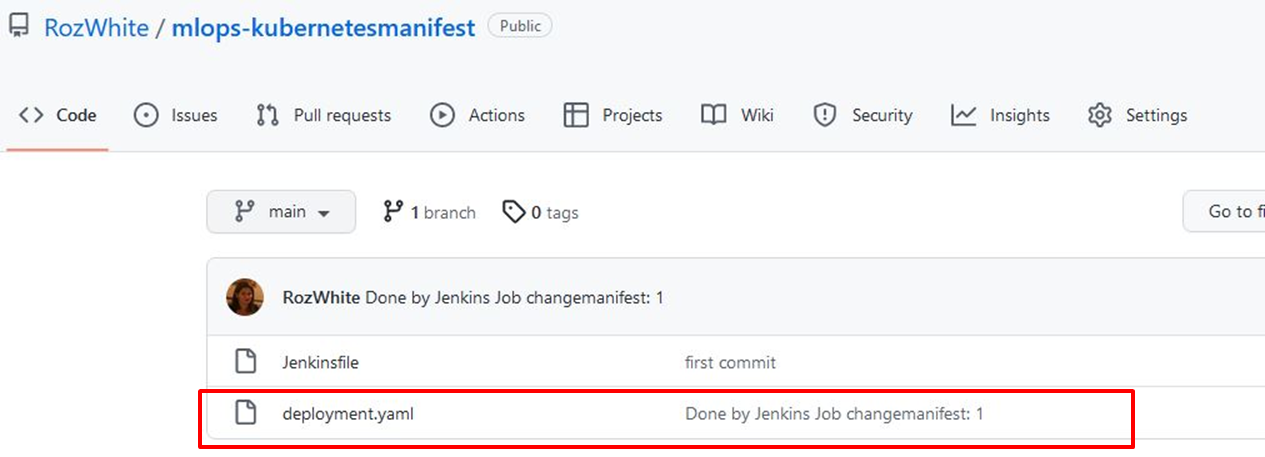 RozWhite / mlops-kubernetesmanifest Public
Code Issues Pull requests Actions Projects Wiki Security Insights Settings
main 1 branch 0 tags Go to fi
RozWhite Done by Jenkins Job changemanifest: 1
Jenkinsfile first commit
deployment.yaml Done by Jenkins Job changemanifest: 1